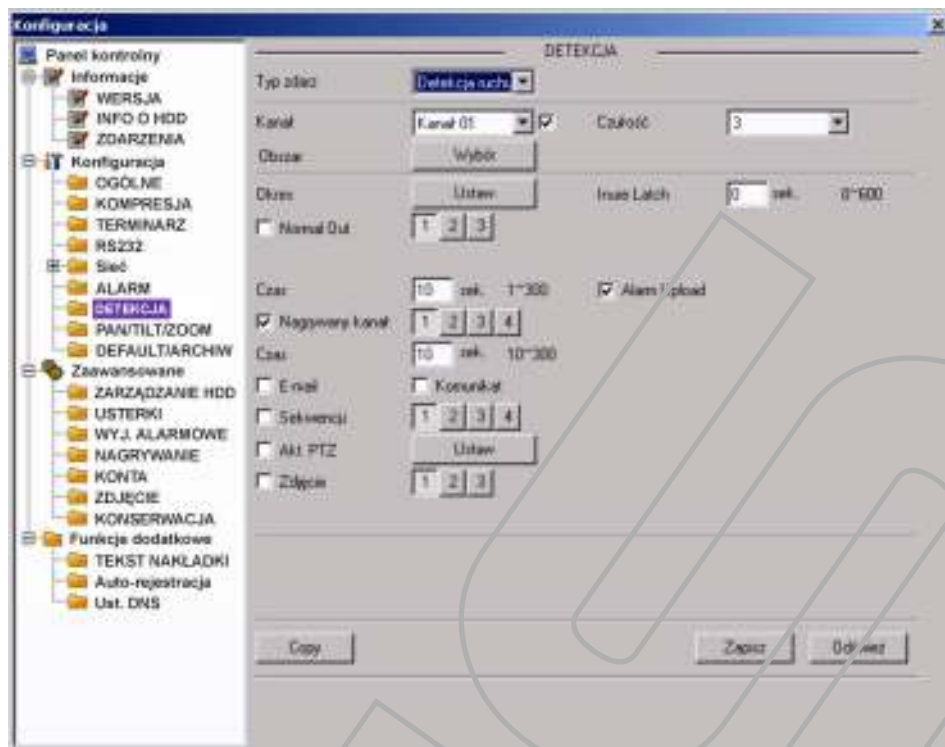 Konfiguracja
Panel kontrolny
Informacje
WERSJA
INFO O HDD
ZDARZENIA
Konfiguracja
OGÓLNE
KOMPRESJA
TERMINARZ
RS232
Sieć
ALARM
DETEKCJA
PAN/TILT/ZOOM
DEFAULT/ARCHIW
Zaawansowane
ZARZĄDZANIE HDD
USTERKI
WYJ. ALARMOWE
NAGRYWANIE
KONTA
ZDJĘCIE
KONSERWACJA
Funkcje dodatkowe
TEKST NAKŁADKI
Auto-rejestracja
Ust. DNS
DETEKCJA
Typ zdarz Detekcja ruchu
Kanał Kanał 01 Czułość 3
Obszar Wybór
Okres Ustaw Latch 0 sek. 0~600
Normal Out 1 2 3
Czas 10 sek. 1~300 Alarm Upload
Nagrywany kanał 1 2 3 4
Czas 10 sek. 10~300
E-mail Komunikat
Sekwencji 1 2 3 4
Akt. PTZ Ustaw
Zdjęcie 1 2 3
Copy Zapisz Odśwież